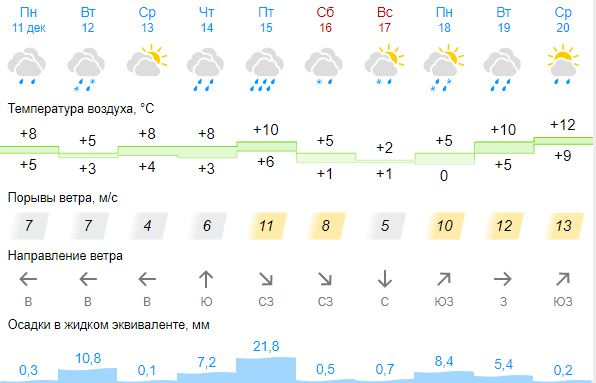 Пн Вт Ср Чт Пт Сб Вс Пн Вт Ср
11 дек 12 13 14 15 16 17 18 19 20
Температура воздуха, °C
+8 +5 +8 +8 +10 +5 +2 +5 +10 +12
+5 +3 +4 +3 +6 +1 +1 0 +5 +9
Порывы ветра, м/с
7 7 4 6 11 8 5 10 12 13
Направление ветра
В В В Ю СЗ СЗ С ЮЗ З ЮЗ
Осадки в жидком эквиваленте, мм
0,3 10,8 0,1 7,2 21,8 0,5 0,7 8,4 5,4 0,2